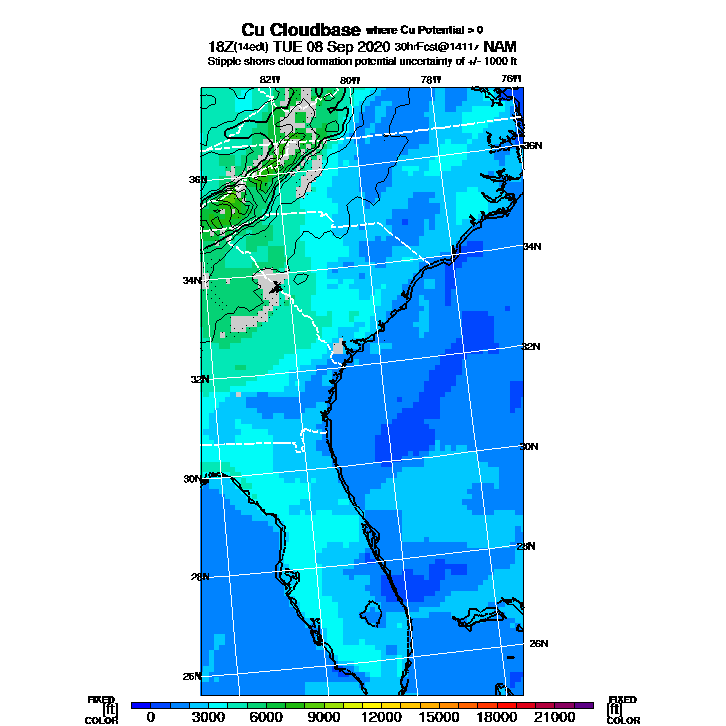 Cu Cloudbase where Cu Potential > 0
18Z(14edt) TUE 08 Sep 2020 30hrFcst@1411z NAM
Stipple shows cloud formation potential uncertainty of +/- 1000 ft
82W 80W 78W 76W
36N
36N
34N
34N
32N
32N
30N
30N
28N
28N
26N
26N
FIXED FIXED
[ft] [ft]
COLOR COLOR
0 3000 6000 9000 12000 15000 18000 21000